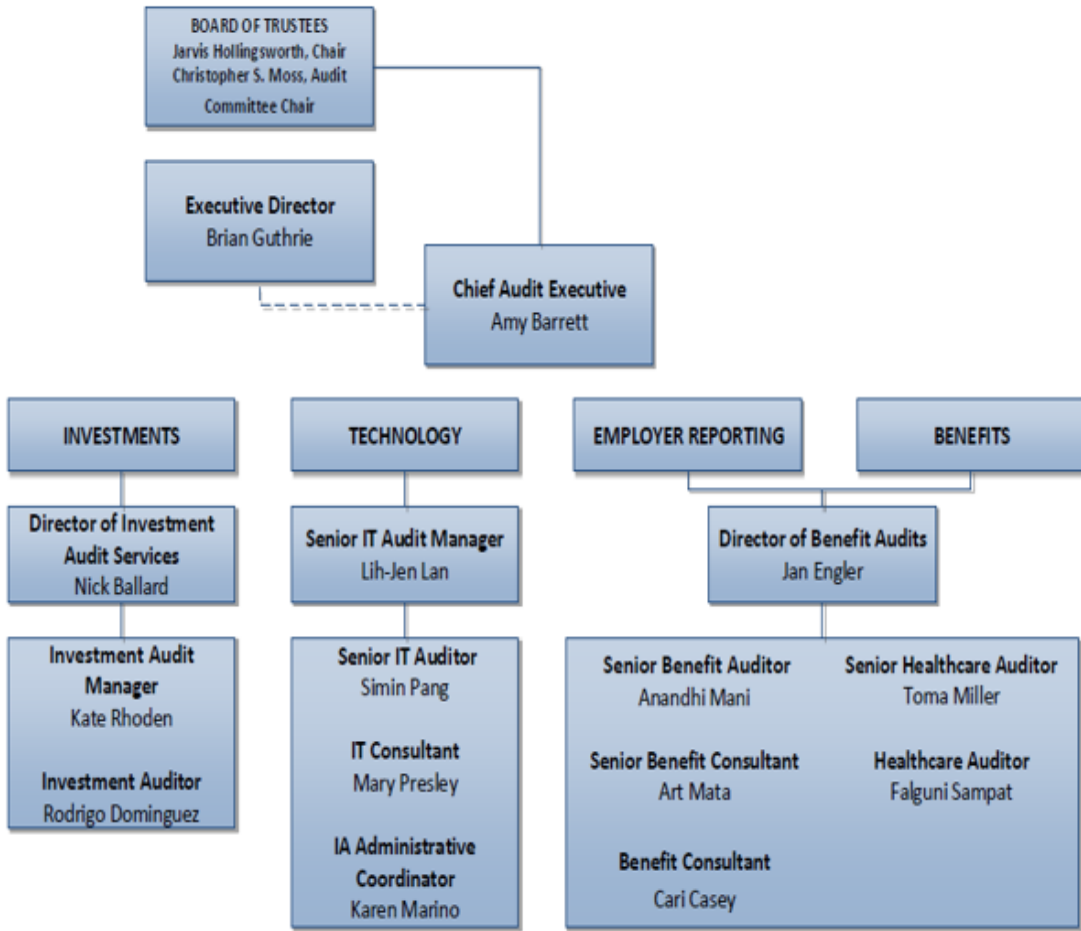 BOARD OF TRUSTEES
Jarvis Hollingsworth, Chair
Christopher S. Moss, Audit
Committee Chair
Executive Director
Brian Guthrie
Chief Audit Executive
Amy Barrett
INVESTMENTS
TECHNOLOGY
EMPLOYER REPORTING
BENEFITS
Director of Investment
Audit Services
Nick Ballard
Senior IT Audit Manager
Lih-Jen Lan
Director of Benefit Audits
Jan Engler
Investment Audit
Manager
Kate Rhoden
Investment Auditor
Rodrigo Dominguez
Senior IT Auditor
Simin Pang
IT Consultant
Mary Presley
IA Administrative
Coordinator
Karen Marino
Senior Benefit Auditor
Anandhi Mani
Senior Benefit Consultant
Art Mata
Benefit Consultant
Cari Casey
Senior Healthcare Auditor
Toma Miller
Healthcare Auditor
Falguni Sampat